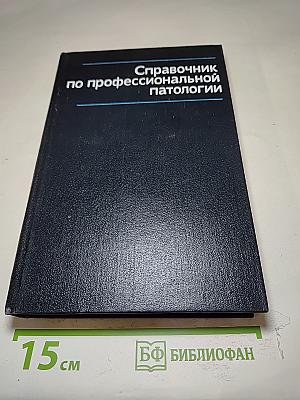 Справочник
по профессиональной
патологии
15 см
БФ БИБЛИОФАН